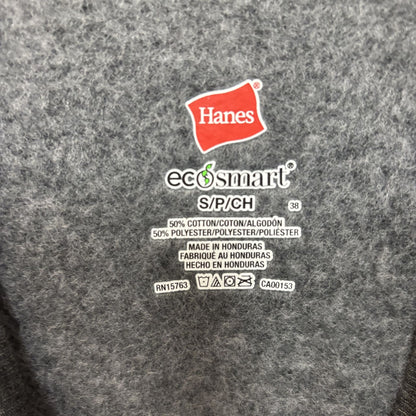 Hanes®
ecosmart®
S/P/CH 38
50% COTTON/COTON/ALGODÓN
50% POLYESTER/POLYESTER/POLIÉSTER
MADE IN HONDURAS
FABRIQUÉ AU HONDURAS
HECHO EN HONDURAS
RN15763 CA00153